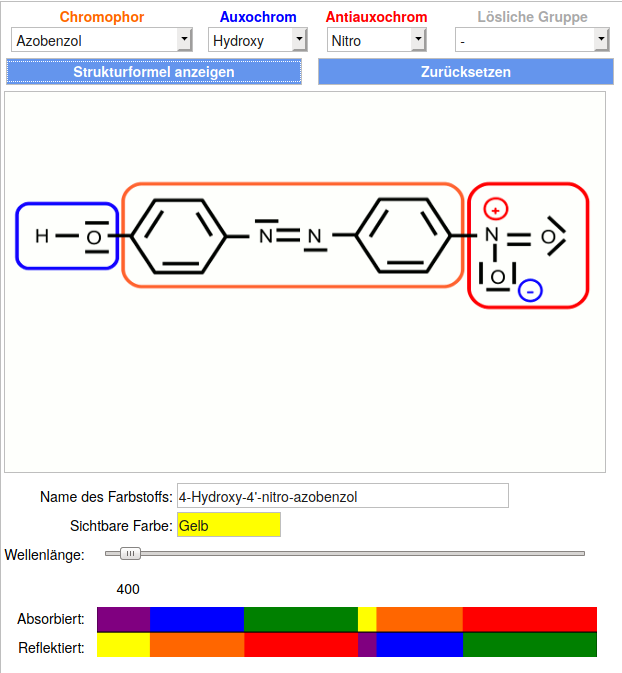 Chromophor Auxochrom Antiauxochrom Lösliche Gruppe
Azobenzol Hydroxy Nitro -
Strukturformel anzeigen Zurücksetzen
H O N N N O
+
O
-
Name des Farbstoffs: 4-Hydroxy-4'-nitro-azobenzol
Sichtbare Farbe: Gelb
Wellenlänge:
400
Absorbiert:
Reflektiert: